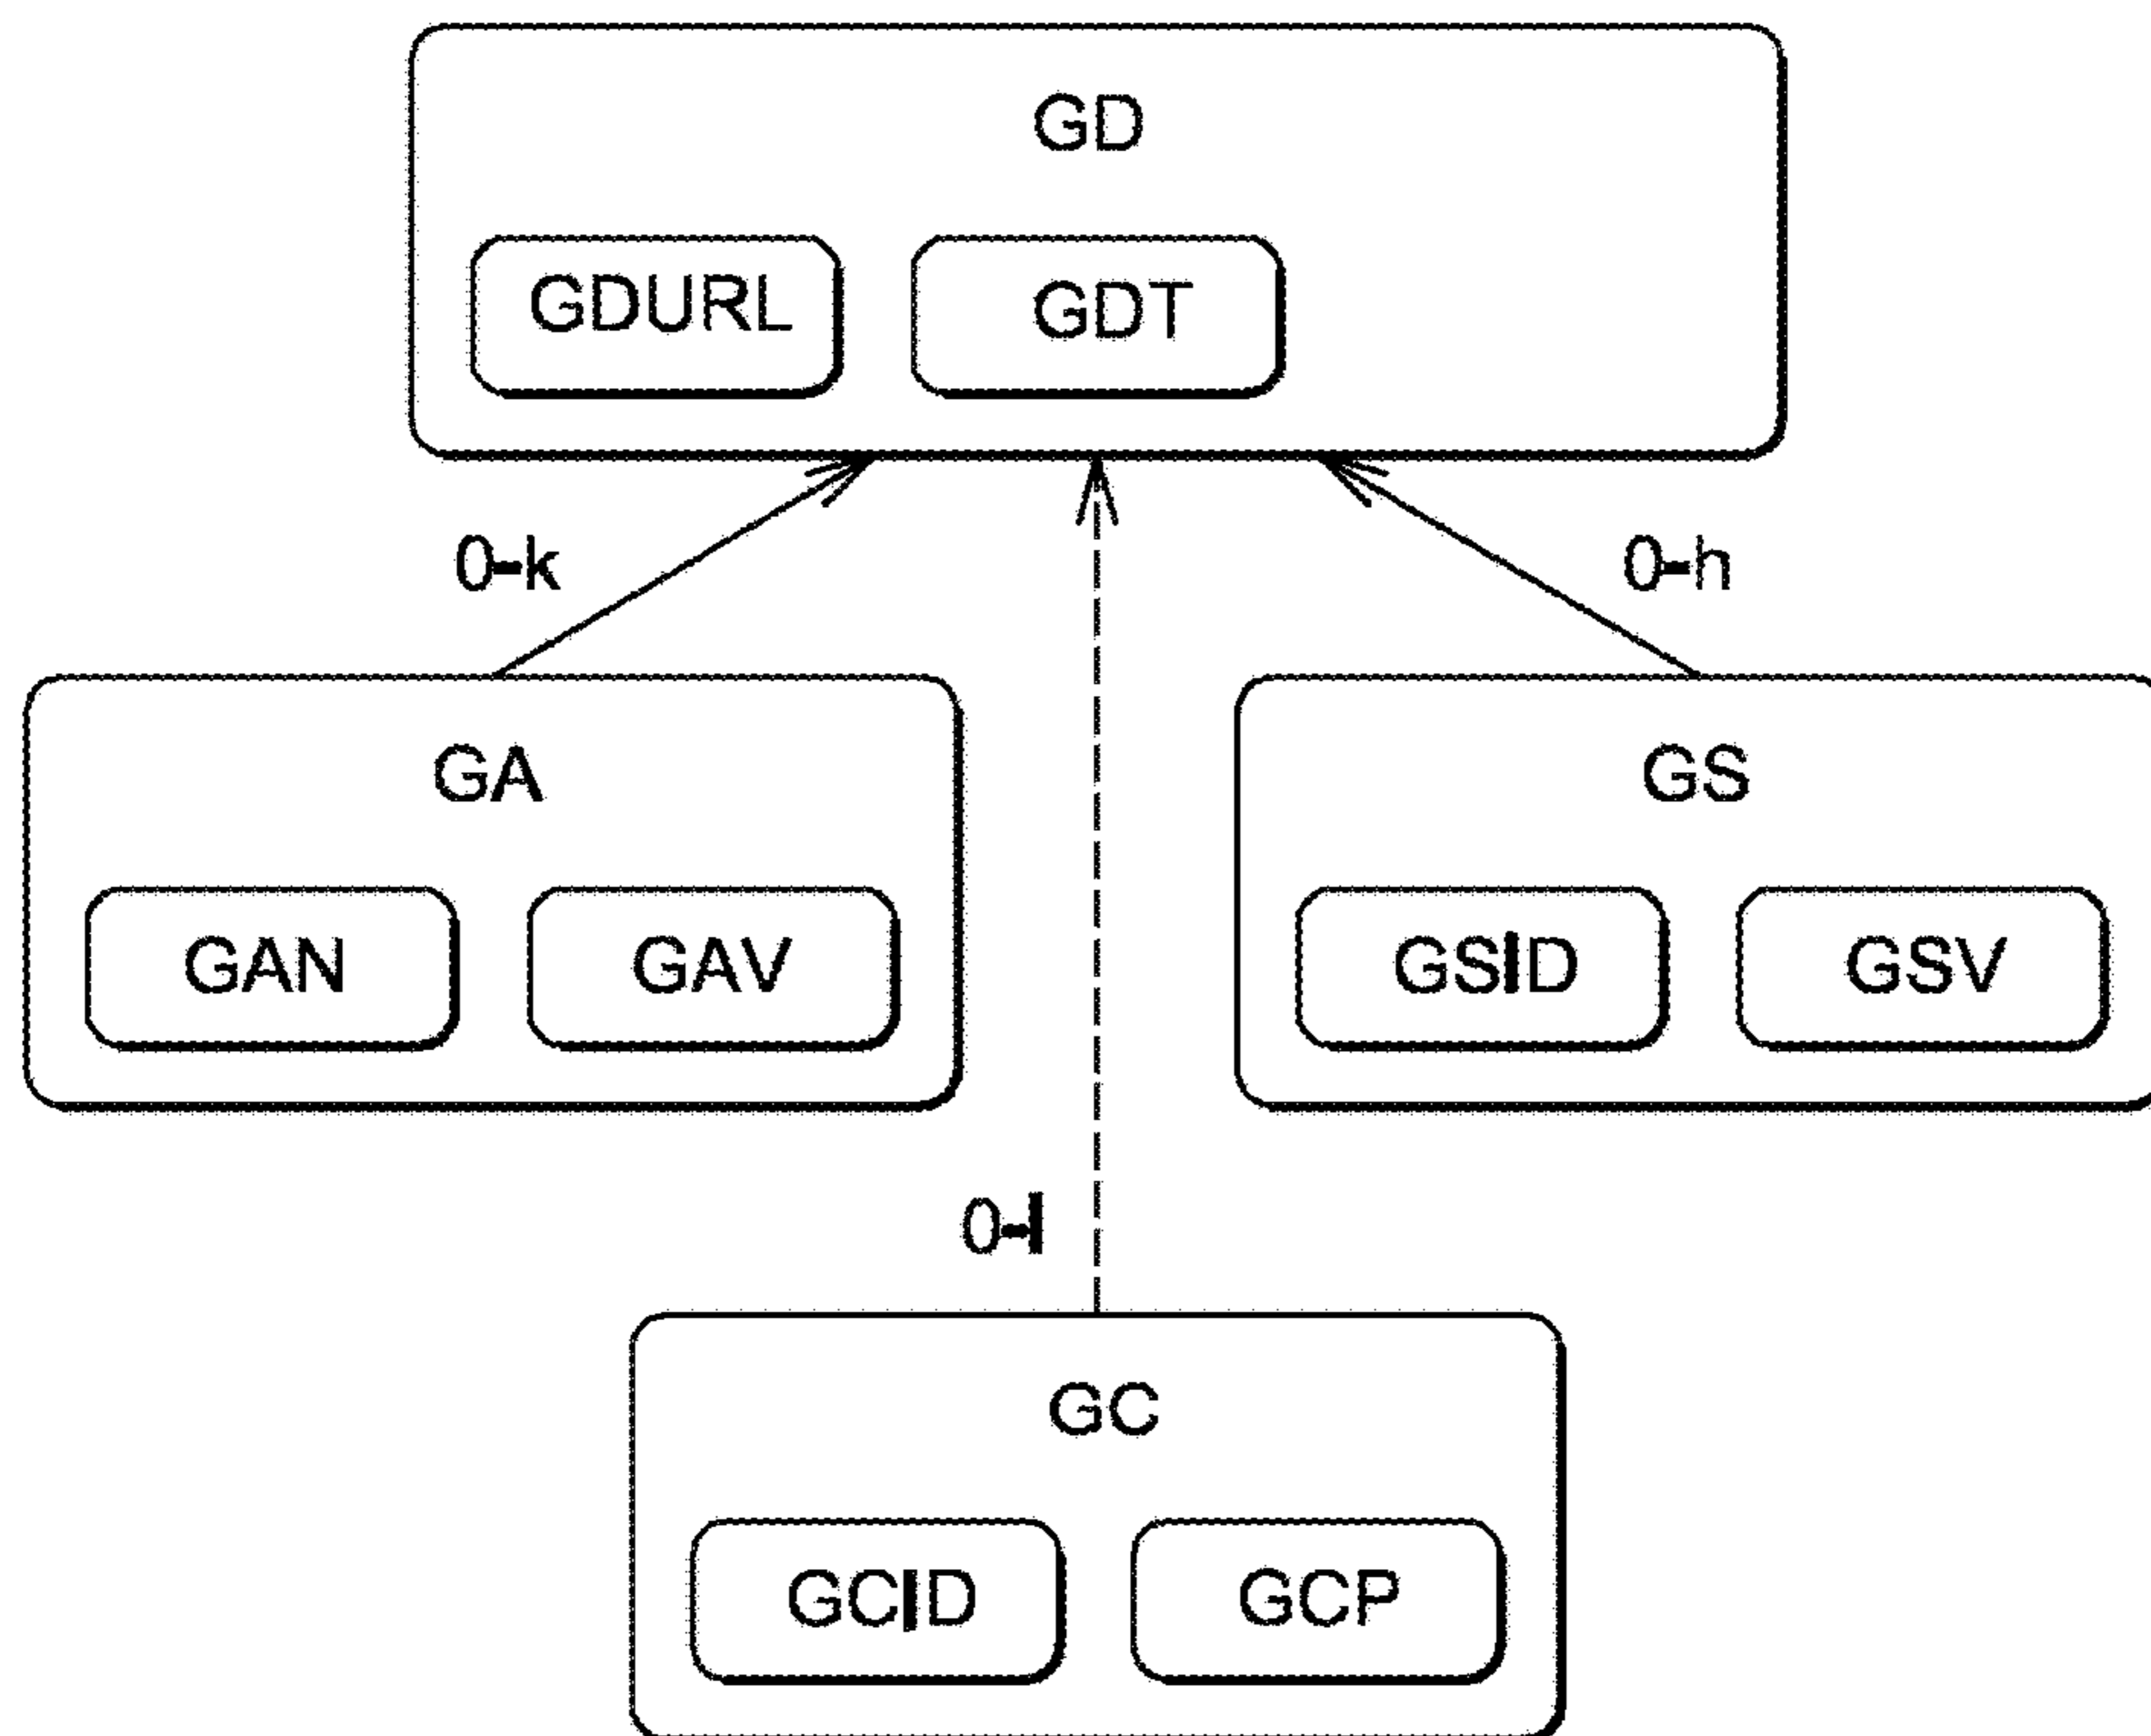 GD
GDURL
GDT
0-k
0-h
GA
GS
GAN
GAV
GSID
GSV
0-l
GC
GCID
GCP